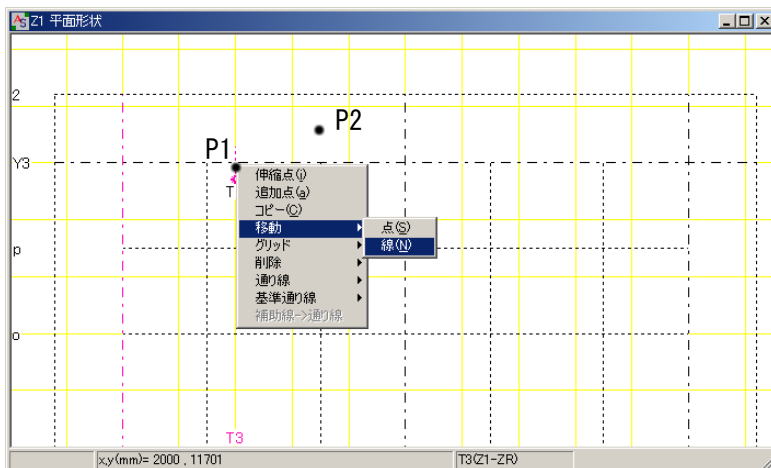 Z1 平面形状
2
P2
P1
Y3
T
伸縮点(i)
追加点(a)
コピー(C)
移動
点(S)
線(N)
グリッド
削除
通り線
基準通り線
補助線->通り線
p
o
T3
x,y(mm)= 2000 , 11701
T3(Z1-ZR)